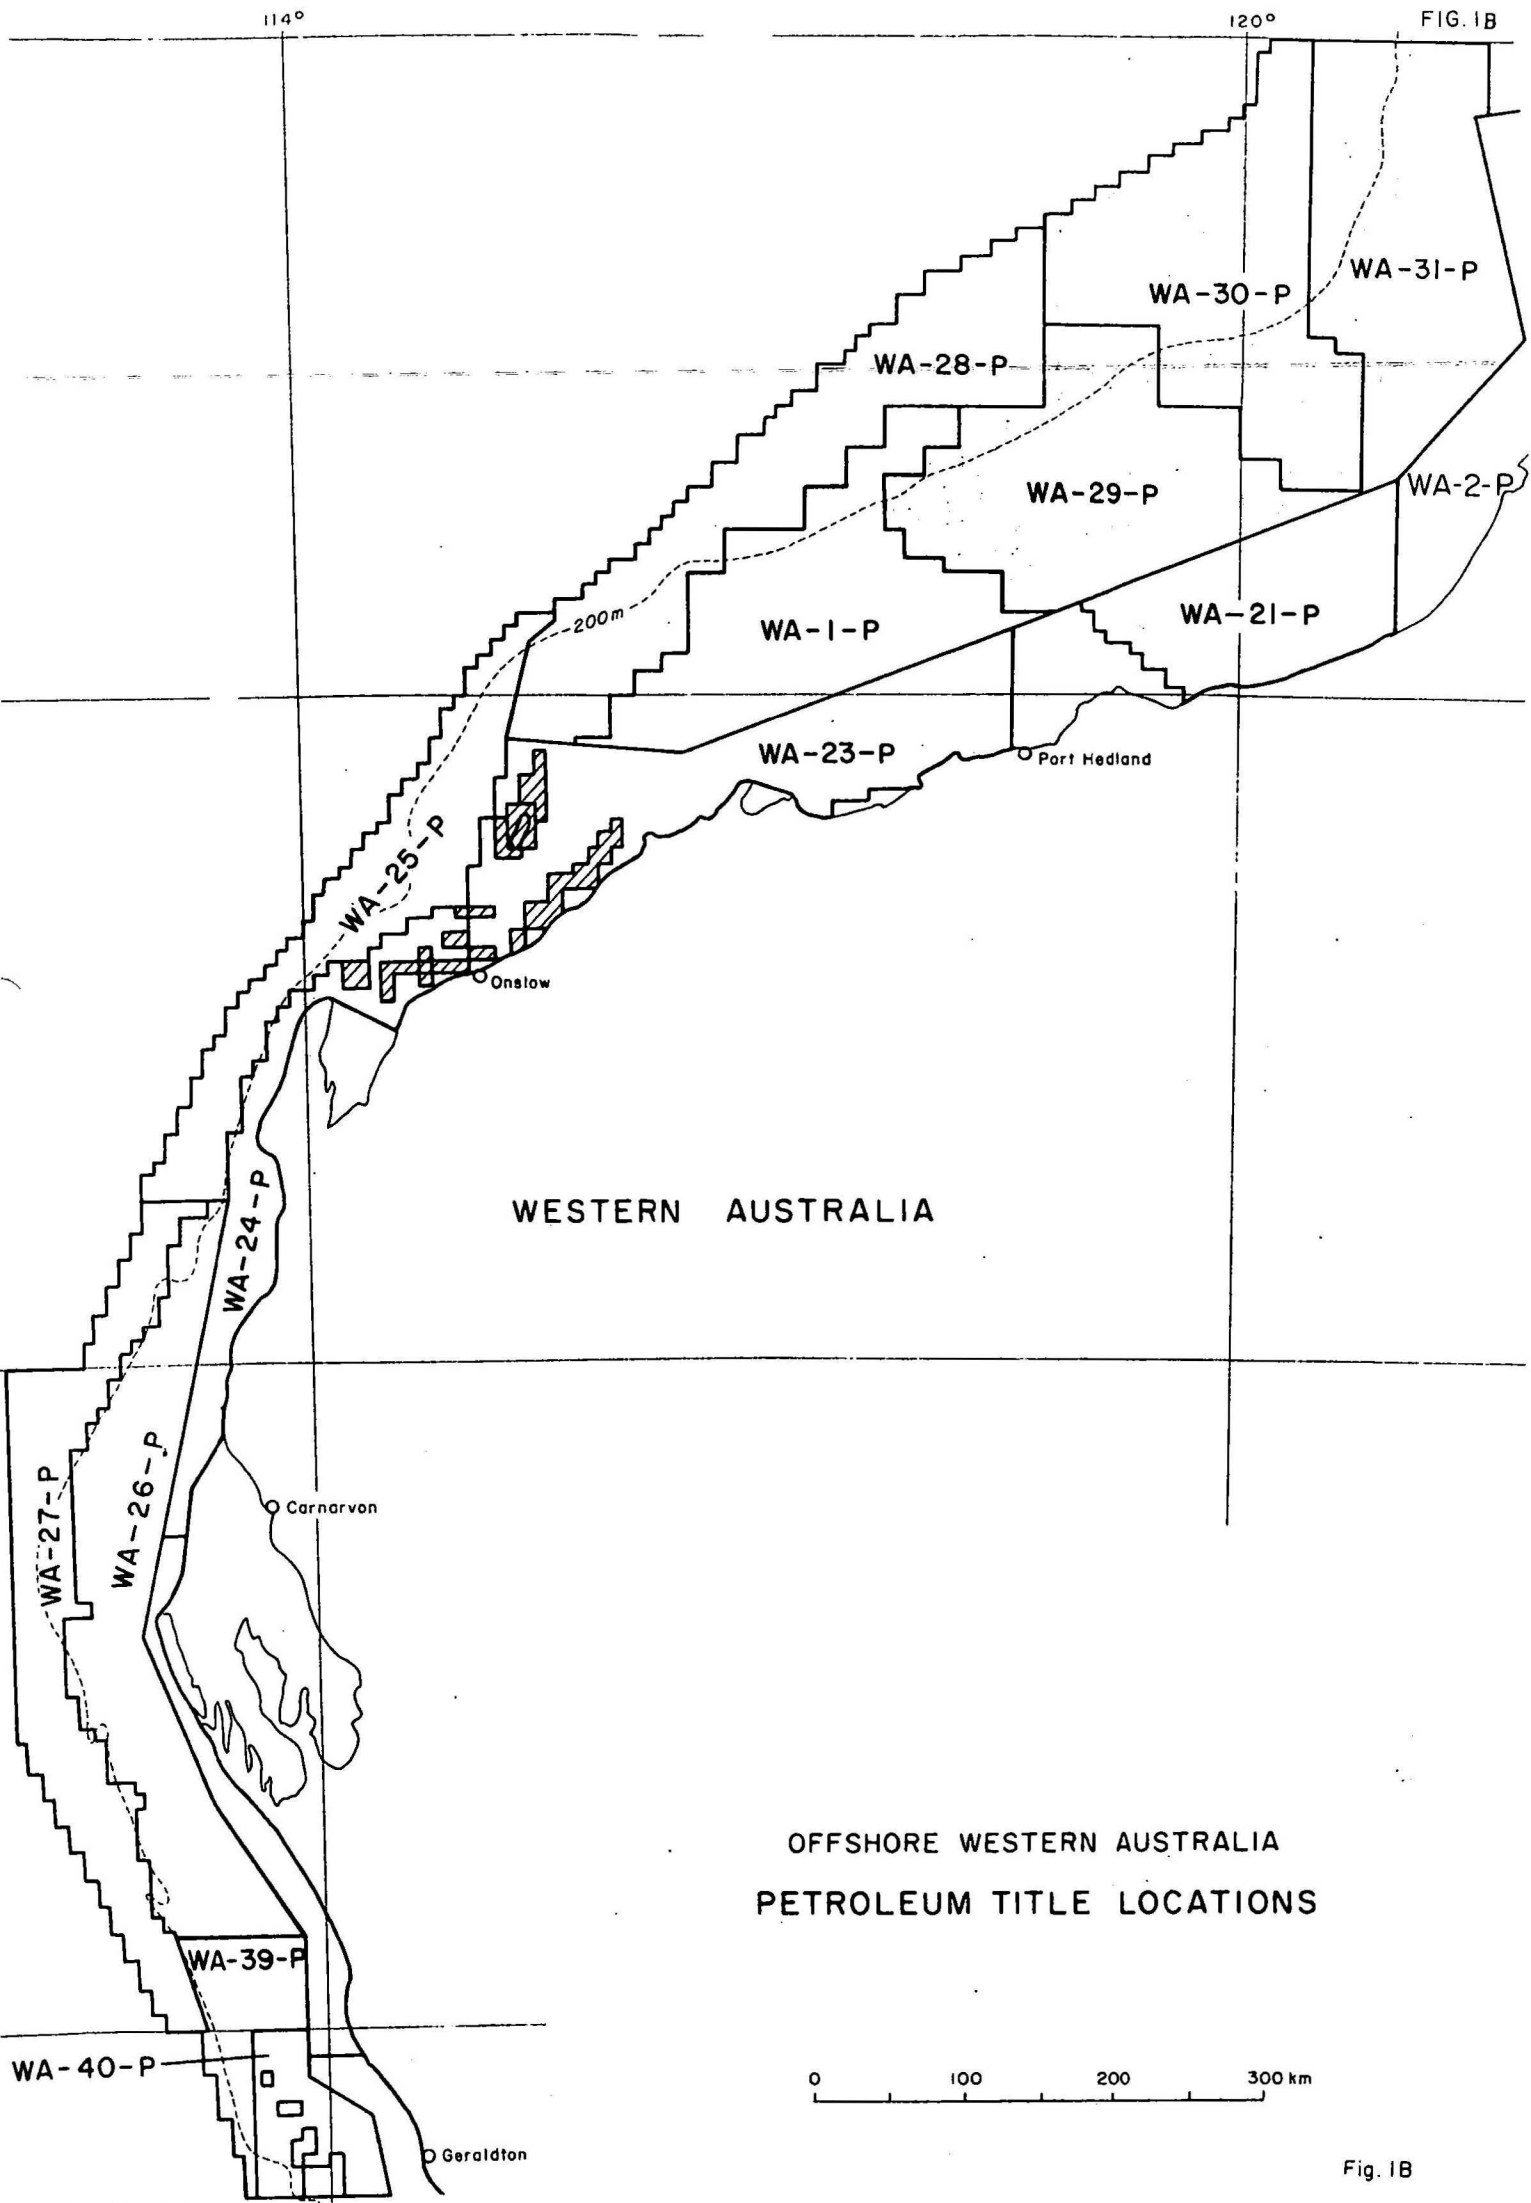 114°
120°
FIG. 1B
WA-31-P
WA-30-P
WA-28-P
WA-29-P
WA-2-P
200m
WA-1-P
WA-21-P
WA-23-P
Port Hedland
WA-25-P
Onslow
WA-24-P
WESTERN AUSTRALIA
WA-27-P
WA-26-P
Carnarvon
OFFSHORE WESTERN AUSTRALIA
PETROLEUM TITLE LOCATIONS
WA-39-P
WA-40-P
0 100 200 300 km
Geraldton
Fig. 1B